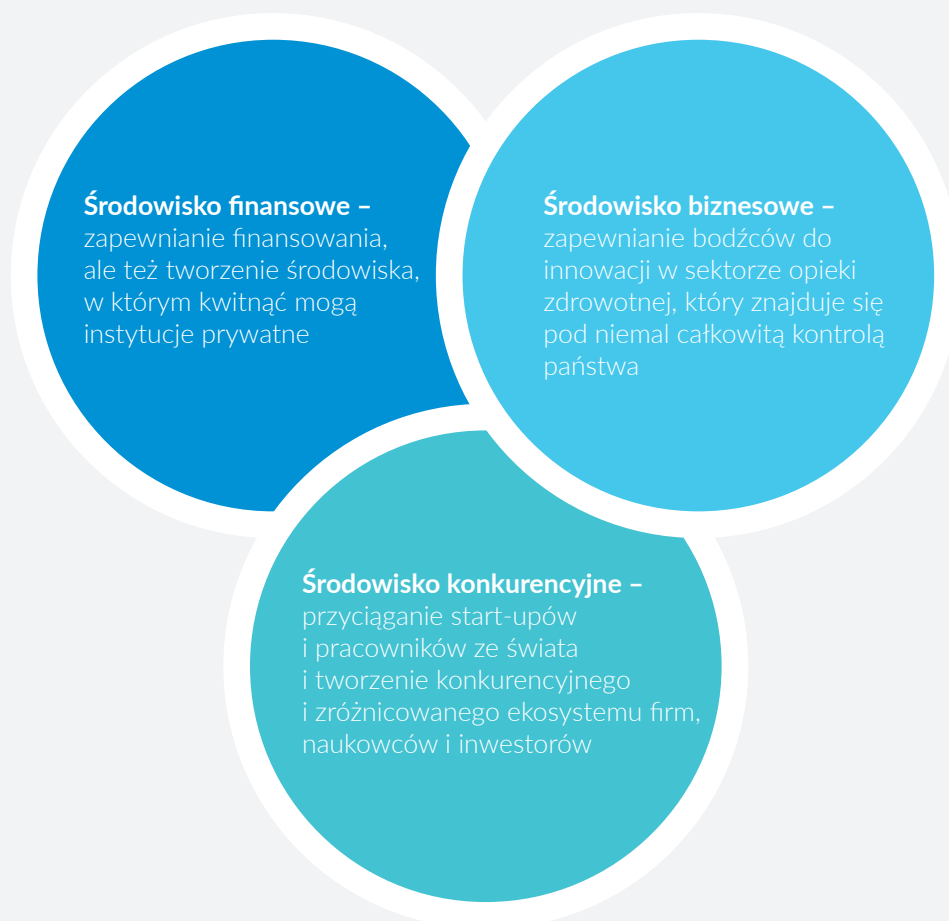 Środowisko finansowe –
zapewnianie finansowania,
ale też tworzenie środowiska,
w którym kwitnąć mogą
instytucje prywatne
Środowisko biznesowe –
zapewnianie bodźców do
innowacji w sektorze opieki
zdrowotnej, który znajduje się
pod niemal całkowitą kontrolą
państwa
Środowisko konkurencyjne –
przyciąganie start-upów
i pracowników ze świata
i tworzenie konkurencyjnego
i zróżnicowanego ekosystemu firm,
naukowców i inwestorów